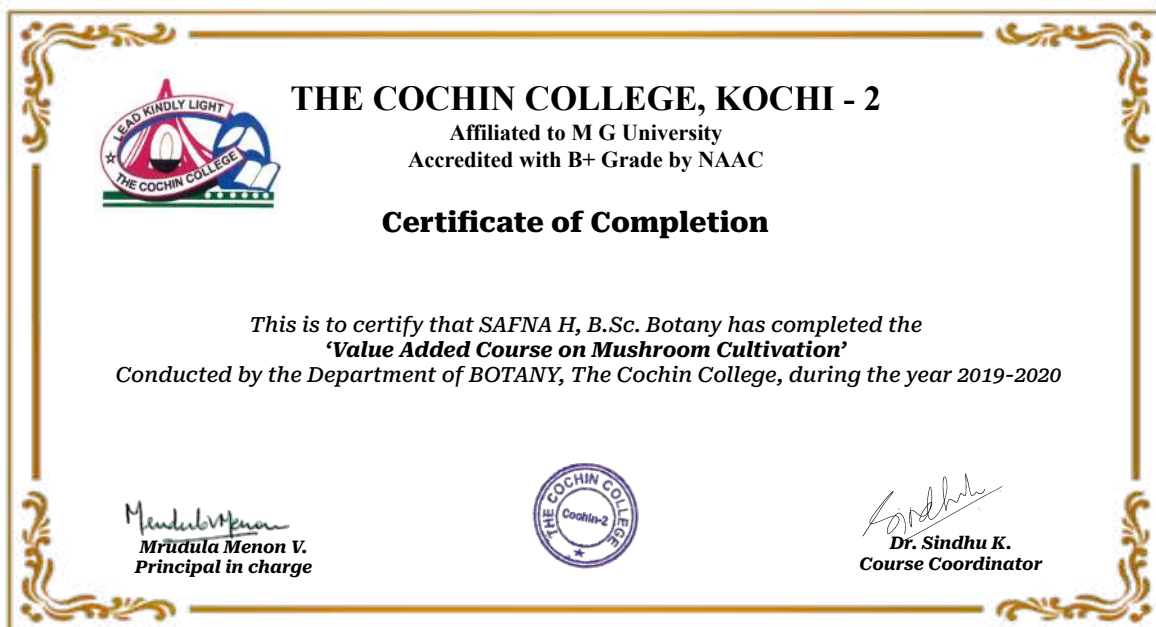 LEAD KINDLY LIGHT
THE COCHIN COLLEGE
THE COCHIN COLLEGE, KOCHI - 2
Affiliated to M G University
Accredited with B+ Grade by NAAC
Certificate of Completion
This is to certify that SAFNA H, B.Sc. Botany has completed the
‘Value Added Course on Mushroom Cultivation’
Conducted by the Department of BOTANY, The Cochin College, during the year 2019-2020
THE COCHIN COLLEGE
Cochin-2
Mrudula Menon
Mrudula Menon V.
Principal in charge
Sindhu
Dr. Sindhu K.
Course Coordinator